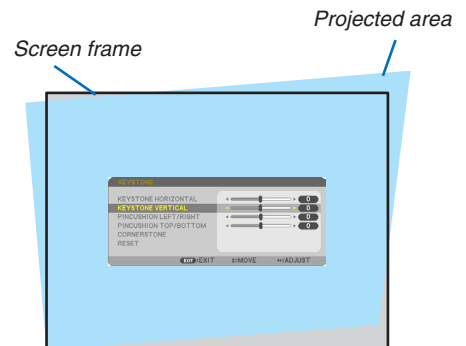 Projected area
Screen frame
KEYSTONE
KEYSTONE HORIZONTAL 0
KEYSTONE VERTICAL 0
PINCUSHION LEFT/RIGHT 0
PINCUSHION TOP/BOTTOM 0
CORNERSTONE
RESET
EXIT :EXIT ↕:MOVE ↔:ADJUST